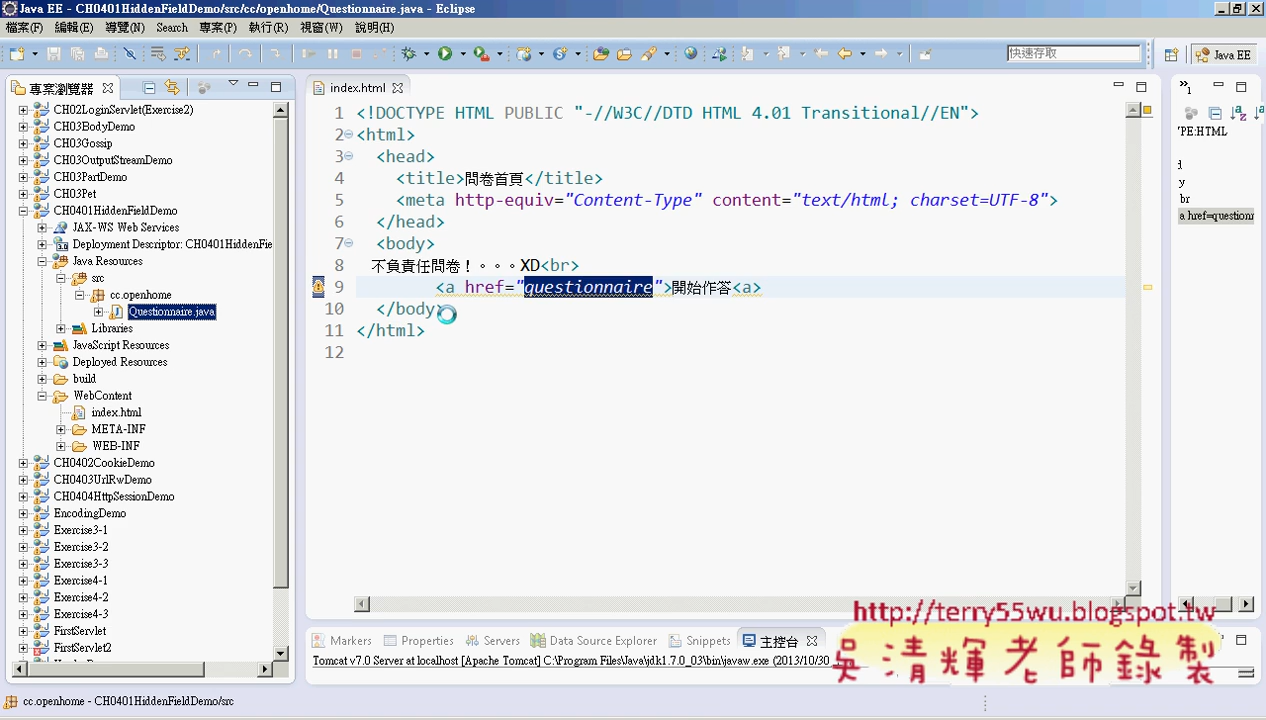 Java EE - CH0401HiddenFieldDemo/src/cc/openhome/Questionnaire.java - Eclipse
檔案(F) 編輯(E) 導覽(N) Search 專案(P) 執行(R) 視窗(W) 說明(H)
快速存取
Java EE
專案瀏覽器
CH02LoginServlet(Exercise2)
CH03BodyDemo
CH03Gossip
CH03OutputStreamDemo
CH03PartDemo
CH03Pet
CH0401HiddenFieldDemo
JAX-WS Web Services
Deployment Descriptor: CH0401HiddenFie
Java Resources
src
cc.openhome
Questionnaire.java
Libraries
JavaScript Resources
Deployed Resources
build
WebContent
index.html
META-INF
WEB-INF
CH0402CookieDemo
CH0403UrlRwDemo
CH0404HttpSessionDemo
EncodingDemo
Exercise3-1
Exercise3-2
Exercise3-3
Exercise4-1
Exercise4-2
Exercise4-3
FirstServlet
FirstServlet2
index.html
1 <!DOCTYPE HTML PUBLIC "-//W3C//DTD HTML 4.01 Transitional//EN">
2 <html>
3 <head>
4 <title>問卷首頁</title>
5 <meta http-equiv="Content-Type" content="text/html; charset=UTF-8">
6 </head>
7 <body>
8 不負責任問卷！。。。XD<br>
9 <a href="questionnaire">開始作答<a>
10 </body>
11 </html>
12
YPE:HTML
d
y
br
a href=questionn
Markers Properties Servers Data Source Explorer Snippets 主控台
Tomcat v7.0 Server at localhost [Apache Tomcat] C:\Program Files\Java\jdk1.7.0_03\bin\javaw.exe (2013/10/30
http://terry55wu.blogspot.tw
吳清輝老師錄製
cc.openhome - CH0401HiddenFieldDemo/src